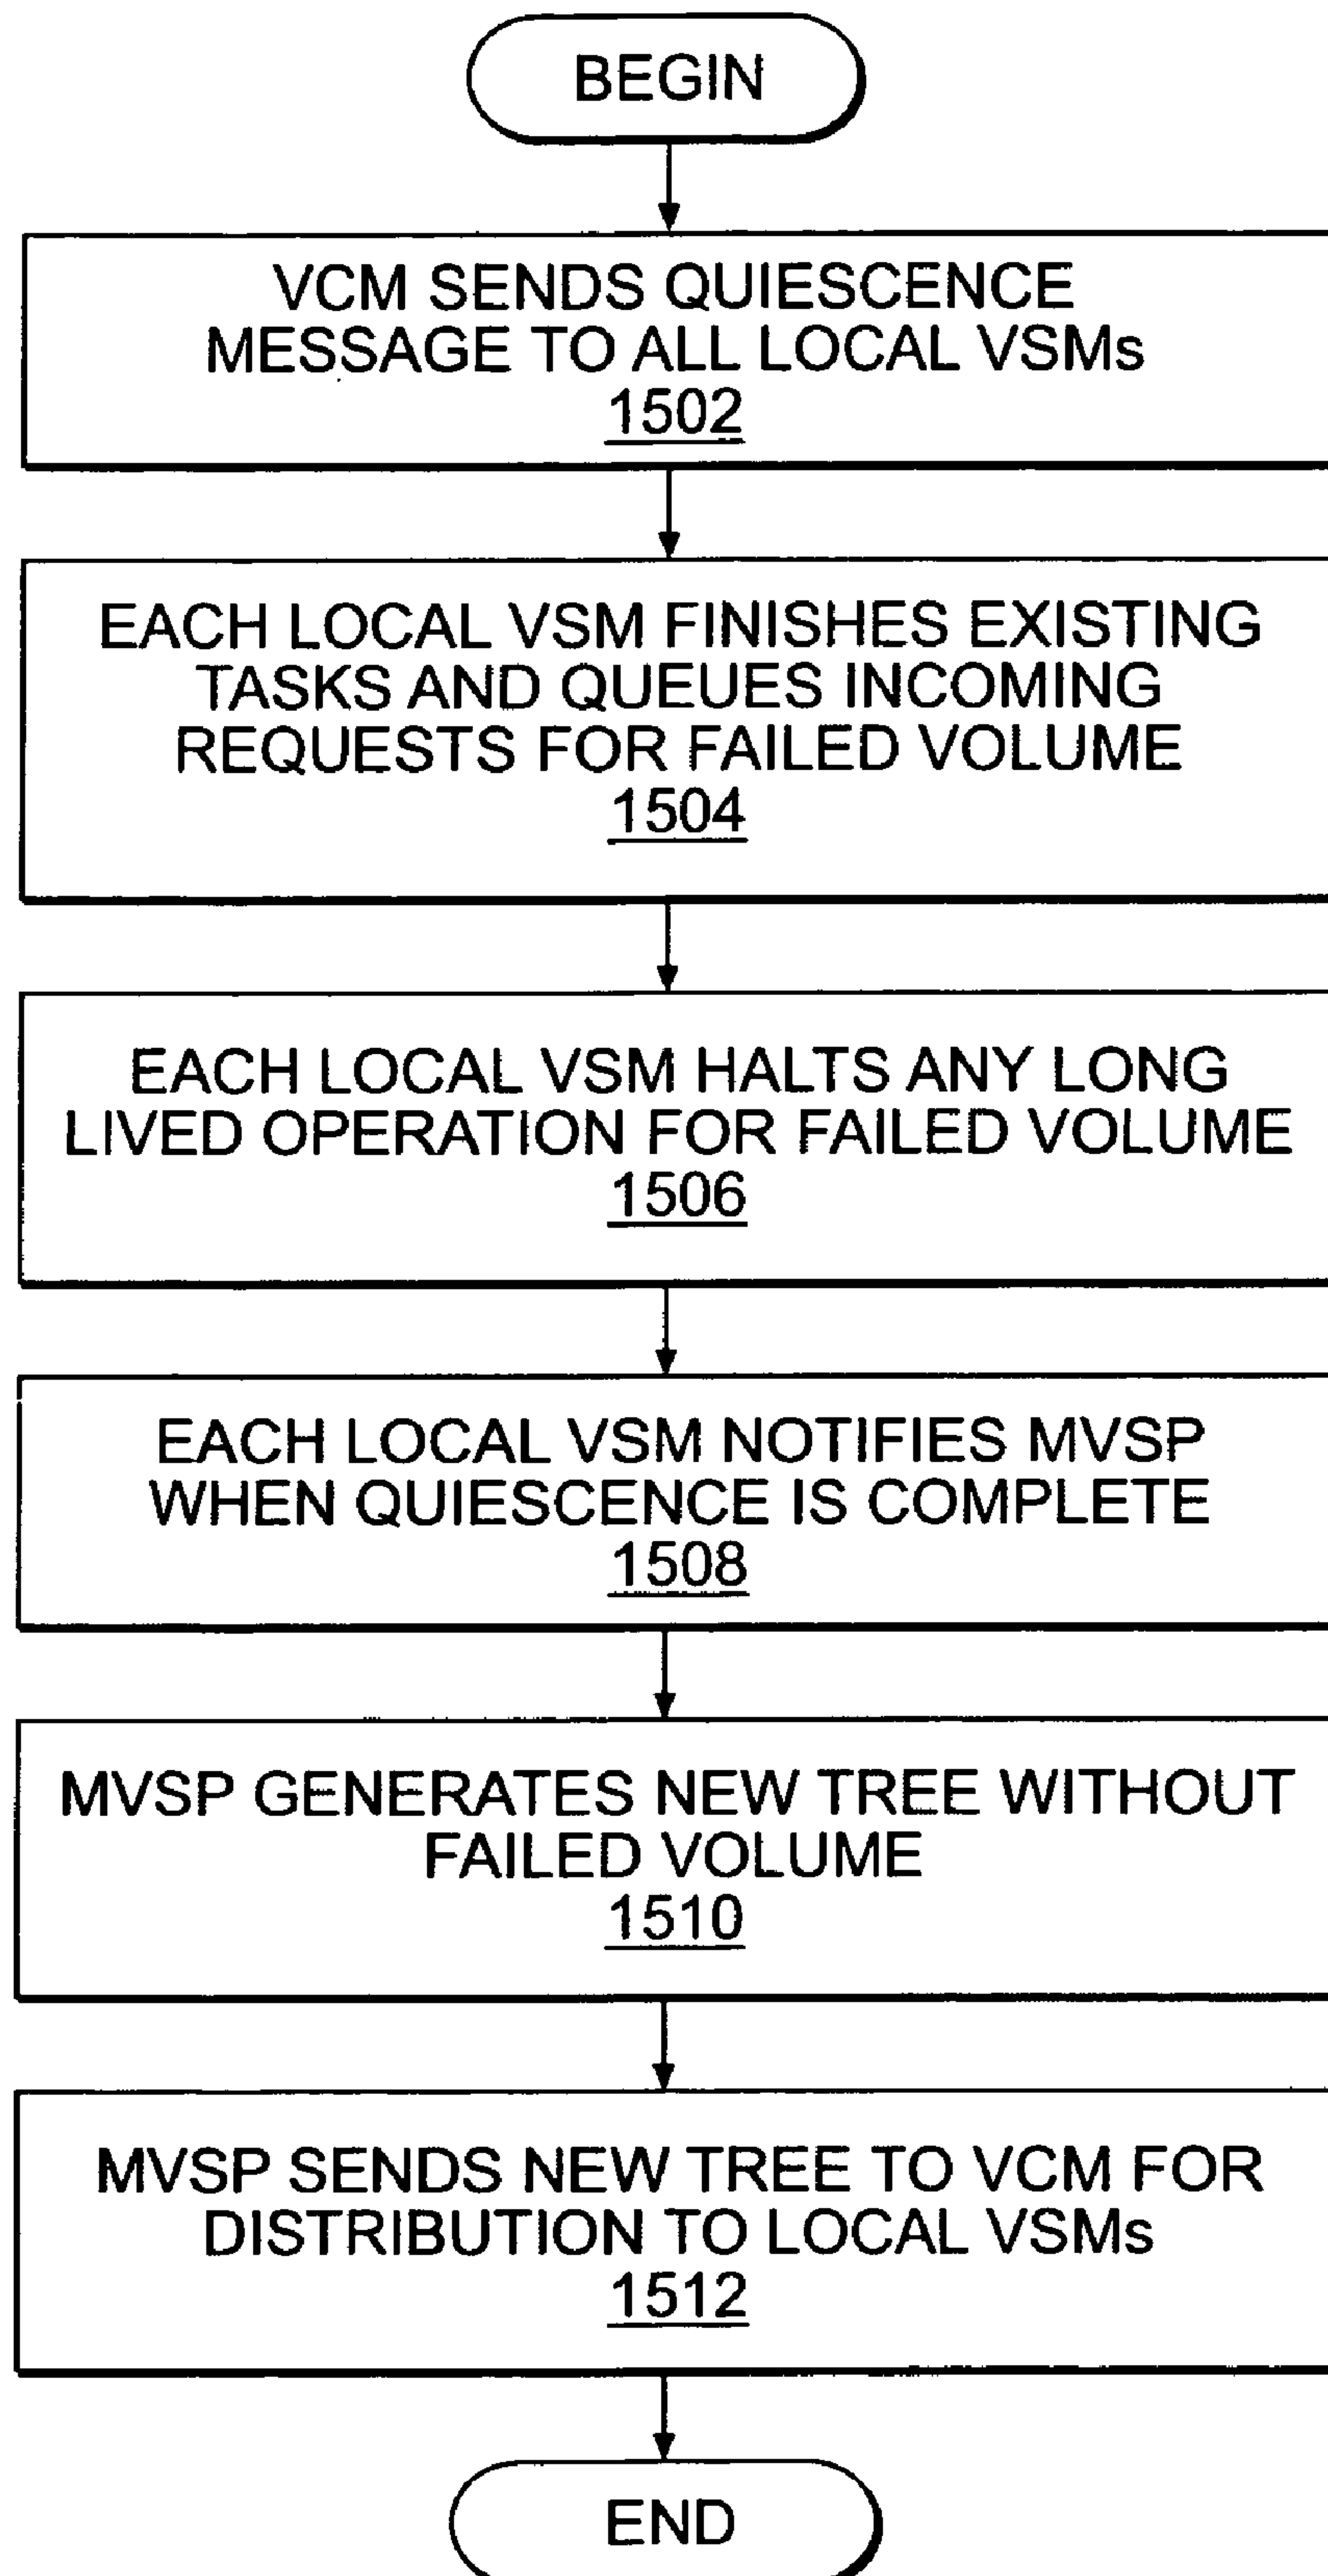 BEGIN
VCM SENDS QUIESCENCE
MESSAGE TO ALL LOCAL VSMs
1502
EACH LOCAL VSM FINISHES EXISTING
TASKS AND QUEUES INCOMING
REQUESTS FOR FAILED VOLUME
1504
EACH LOCAL VSM HALTS ANY LONG
LIVED OPERATION FOR FAILED VOLUME
1506
EACH LOCAL VSM NOTIFIES MVSP
WHEN QUIESCENCE IS COMPLETE
1508
MVSP GENERATES NEW TREE WITHOUT
FAILED VOLUME
1510
MVSP SENDS NEW TREE TO VCM FOR
DISTRIBUTION TO LOCAL VSMs
1512
END